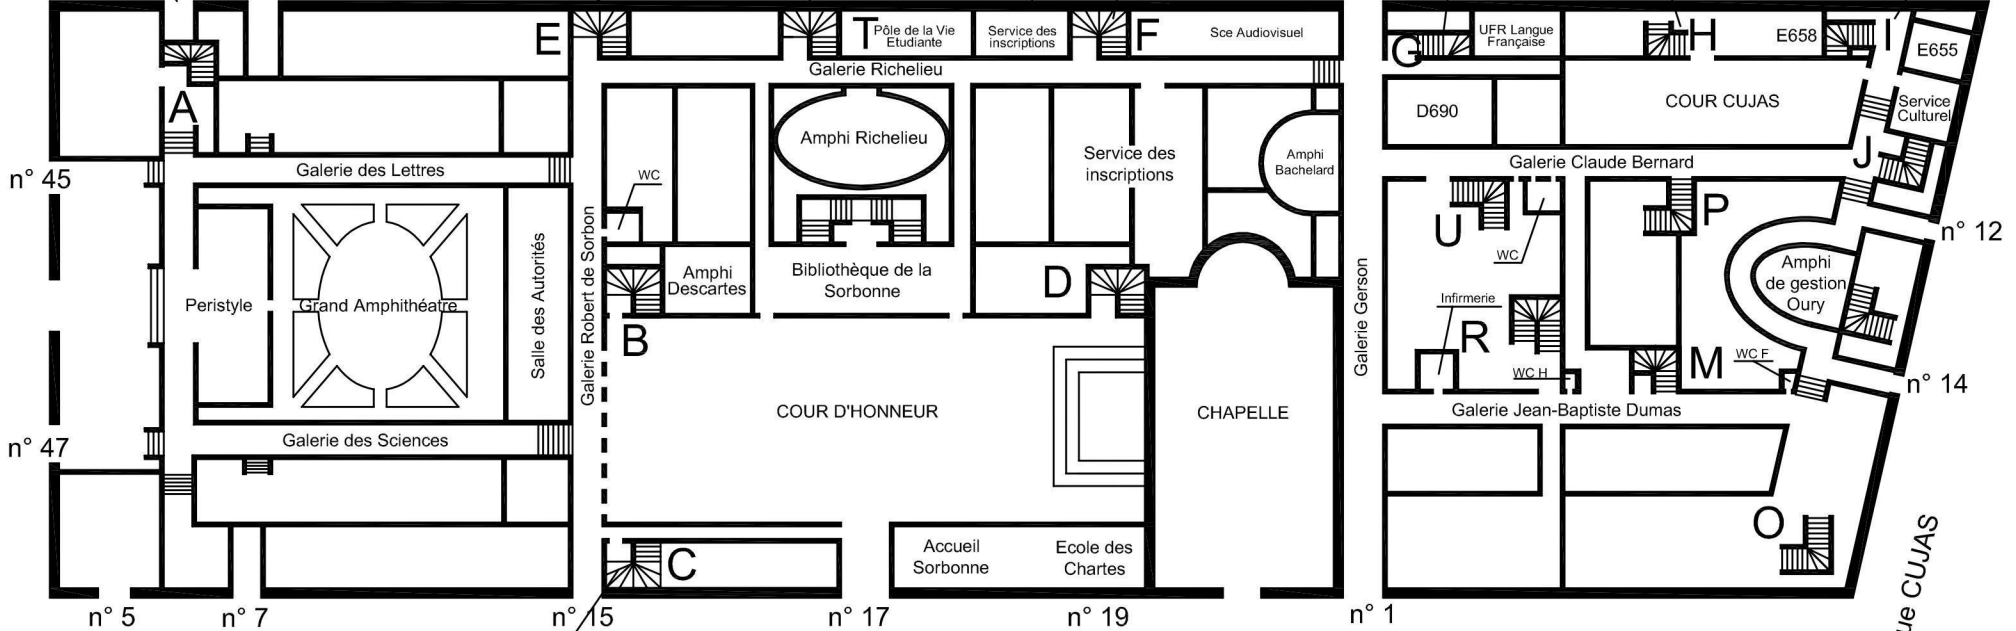 E
T
Pôle de la Vie
Etudiante
Service des
inscriptions
F
Sce Audiovisuel
G
UFR Langue
Française
H
E658
I
E655
Galerie Richelieu
A
Amphi Richelieu
D690
COUR CUJAS
Service
Culturel
n° 45
Galerie des Lettres
WC
Service des
inscriptions
Amphi
Bachelard
Galerie Claude Bernard
J
U
WC
P
n° 12
Peristyle
Grand Amphithéatre
Salle des Autorités
Galerie Robert de Sorbon
Amphi
Descartes
Bibliothèque de la
Sorbonne
D
B
Galerie Gerson
Infirmerie
R
Amphi
de gestion
Oury
WC H
M
WC F
n° 14
COUR D'HONNEUR
CHAPELLE
Galerie Jean-Baptiste Dumas
n° 47
Galerie des Sciences
C
Accueil
Sorbonne
Ecole des
Chartes
O
n° 5
n° 7
n° 15
n° 17
n° 19
n° 1
ue CUJAS